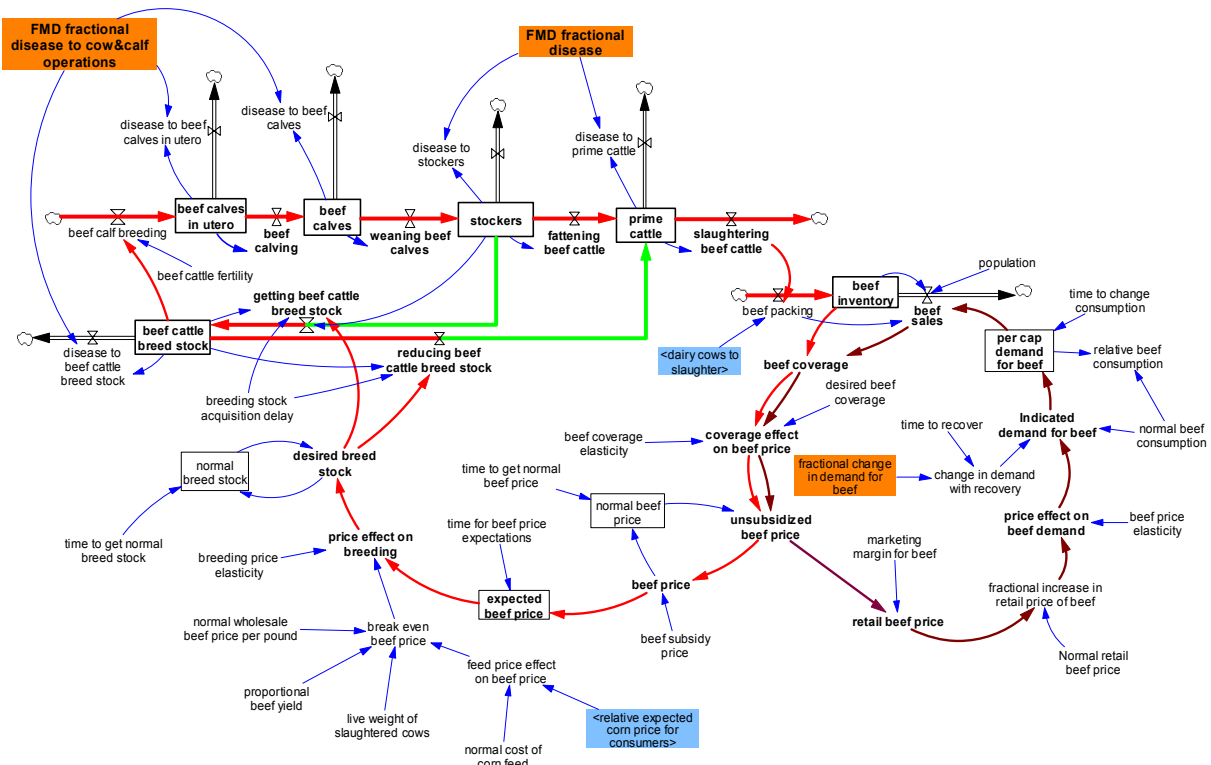 FMD fractional
disease to cow&calf
operations
FMD fractional
disease
disease to beef
calves in utero
disease to beef
calves
disease to
stockers
disease to
prime cattle
beef calves
in utero
beef
calves
stockers
prime
cattle
beef calf breeding
beef
calving
weaning beef
calves
fattening
beef cattle
slaughtering
beef cattle
beef cattle fertility
getting beef cattle
breed stock
beef cattle
breed stock
disease to
beef cattle
breed stock
reducing beef
cattle breed stock
breeding stock
acquisition delay
population
beef
inventory
beef packing
beef
sales
<dairy cows to
slaughter>
time to change
consumption
per cap
demand
for beef
relative beef
consumption
beef coverage
desired beef
coverage
Indicated
demand for beef
normal beef
consumption
time to recover
beef coverage
elasticity
coverage effect
on beef price
fractional change
in demand for
beef
change in demand
with recovery
normal
breed stock
desired breed
stock
time to get normal
beef price
normal beef
price
unsubsidized
beef price
price effect on
beef demand
beef price
elasticity
time to get normal
breed stock
price effect on
breeding
time for beef price
expectations
breeding price
elasticity
marketing
margin for beef
beef price
expected
beef price
fractional increase in
retail price of beef
retail beef price
normal wholesale
beef price per pound
break even
beef price
beef subsidy
price
Normal retail
beef price
feed price effect
on beef price
proportional
beef yield
live weight of
slaughtered cows
<relative expected
corn price for
consumers>
normal cost of
corn feed